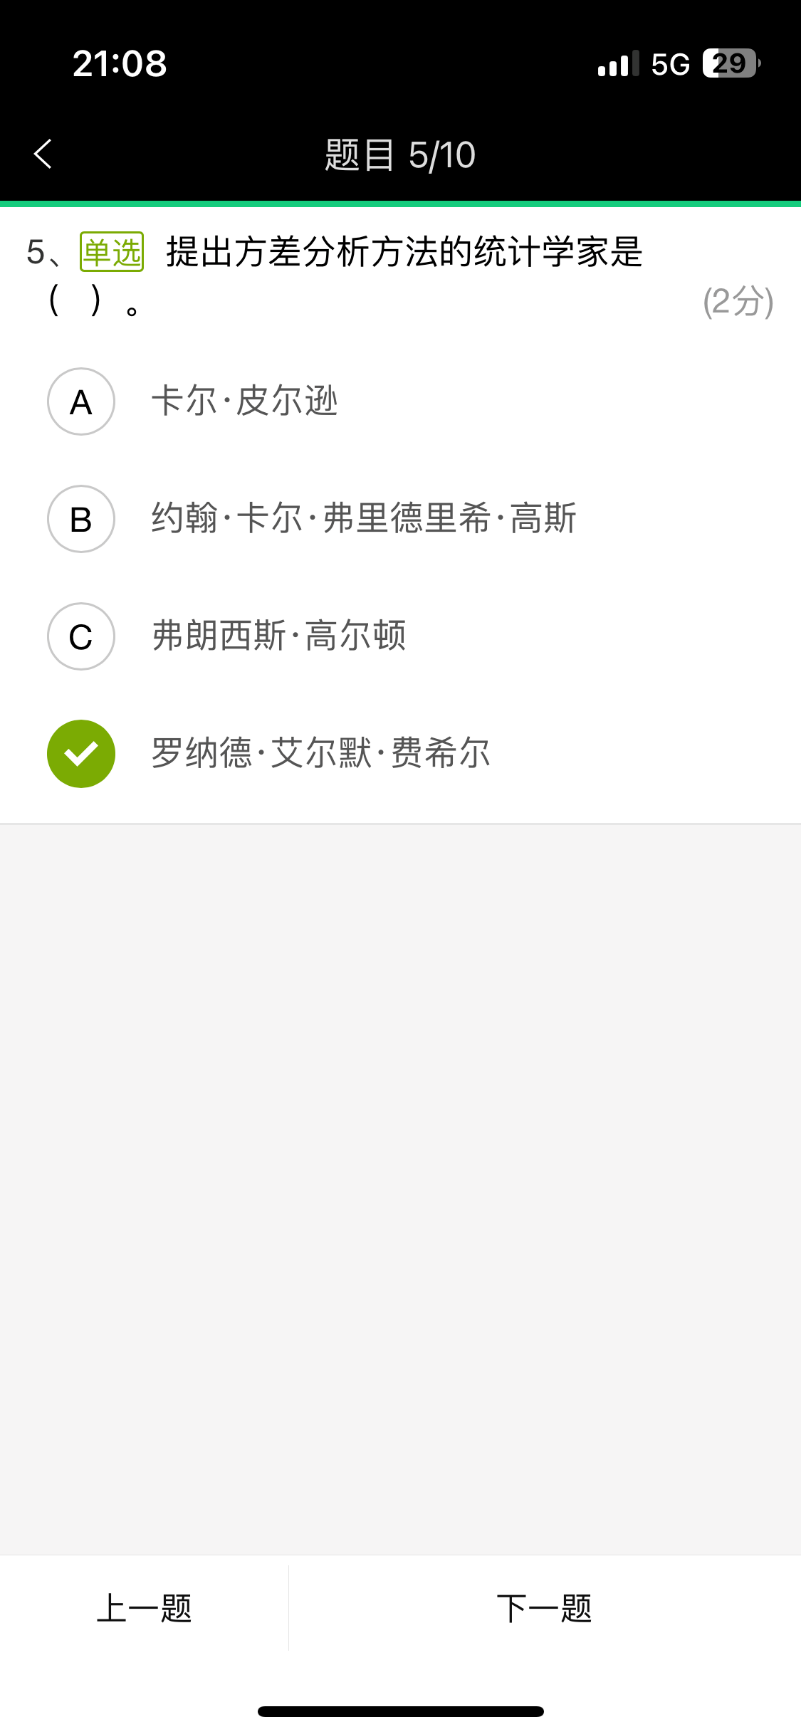 21:08 5G 29
题目 5/10
5、单选 提出方差分析方法的统计学家是
（ ）。 (2分)
A 卡尔·皮尔逊
B 约翰·卡尔·弗里德里希·高斯
C 弗朗西斯·高尔顿
罗纳德·艾尔默·费希尔
上一题 下一题